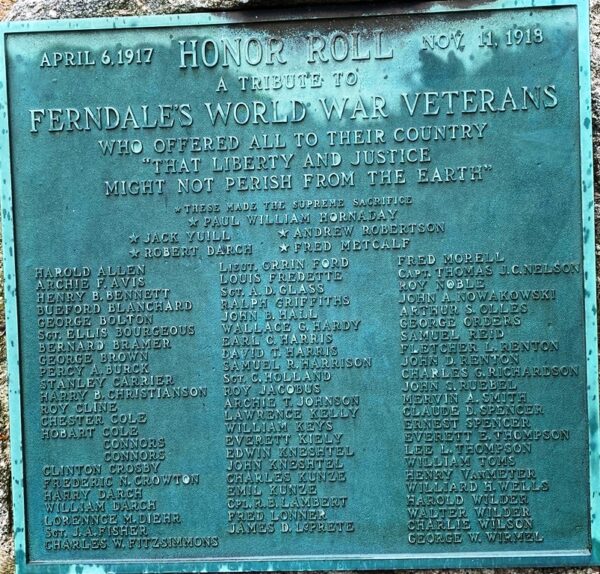 APRIL 6, 1917 HONOR ROLL NOV. 11, 1918
A TRIBUTE TO
FERNDALE'S WORLD WAR VETERANS
WHO OFFERED ALL TO THEIR COUNTRY
"THAT LIBERTY AND JUSTICE
MIGHT NOT PERISH FROM THE EARTH"
★THESE MADE THE SUPREME SACRIFICE
★ PAUL WILLIAM HORNADAY
★ JACK YUILL ★ ANDREW ROBERTSON
★ ROBERT DARCH ★ FRED METCALF
HAROLD ALLEN
ARCHIE F. AVIS
HENRY B. BENNETT
BUEFORD BLANCHARD
GEORGE BOLTON
SGT. ELLIS BOURGEOUS
BERNARD BRAMER
GEORGE BROWN
PERCY A. BURCK
STANLEY CARRIER
HARRY B. CHRISTIANSON
ROY CLINE
CHESTER COLE
HOBART COLE
CONNORS
CONNORS
CLINTON CROSBY
FREDERIC N. CROWTON
HARRY DARCH
WILLIAM DARCH
LORENNCE M. DIEHR
SGT. J.A. FISHER
CHARLES W. FITZSIMMONS
LIEUT. ORRIN FORD
LOUIS FREDETTE
SGT. A.D. GLASS
RALPH GRIFFITHS
JOHN B. HALL
WALLACE G. HARDY
EARL C. HARRIS
DAVID T. HARRIS
SAMUEL R. HARRISON
SGT. C. HOLLAND
ROY JACOBUS
ARCHIE T. JOHNSON
LAWRENCE KELLY
WILLIAM KEYS
EVERETT KIELY
EDWIN KNESHTEL
JOHN KNESHTEL
CHARLES KUNZE
EMIL KUNZE
CPL. R.B. LAMBERT
FRED LONNER
JAMES D. LOPRETE
FRED MORELL
CAPT. THOMAS J.C. NELSON
ROY NOBLE
JOHN A. NOWAKOWSKI
ARTHUR S. OLLES
GEORGE ORDERS
SAMUEL REID
FLETCHER L. RENTON
JOHN D. RENTON
CHARLES G. RICHARDSON
JOHN G. RUEBEL
MERVIN A. SMITH
CLAUDE D. SPENCER
ERNEST SPENCER
EVERETT E. THOMPSON
LEE L. THOMPSON
WILLIAM TOMS
HENRY VANMETER
WILLIARD H. WELLS
HAROLD WILDER
WALTER WILDER
CHARLIE WILSON
GEORGE W. WIRMEL